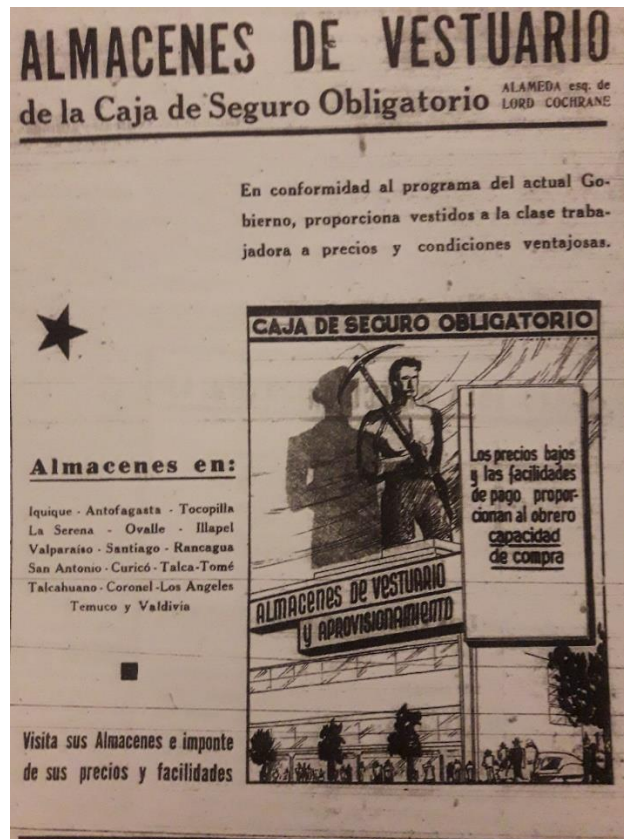 ALMACENES DE VESTUARIO
de la Caja de Seguro Obligatorio
ALAMEDA esq. de
LORD COCHRANE
En conformidad al programa del actual Go-
bierno, proporciona vestidos a la clase traba-
jadora a precios y condiciones ventajosas.
CAJA DE SEGURO OBLIGATORIO
Los precios bajos
y las facilidades
de pago propor-
cionan al obrero
capacidad
de compra
ALMACENES DE VESTUARIO
y APROVISIONAMIENTO
Almacenes en:
Iquique - Antofagasta - Tocopilla
La Serena - Ovalle - Illapel
Valparaíso - Santiago - Rancagua
San Antonio - Curicó - Talca-Tomé
Talcahuano - Coronel -Los Angeles
Temuco y Valdivia
Visita sus Almacenes e imponte
de sus precios y facilidades